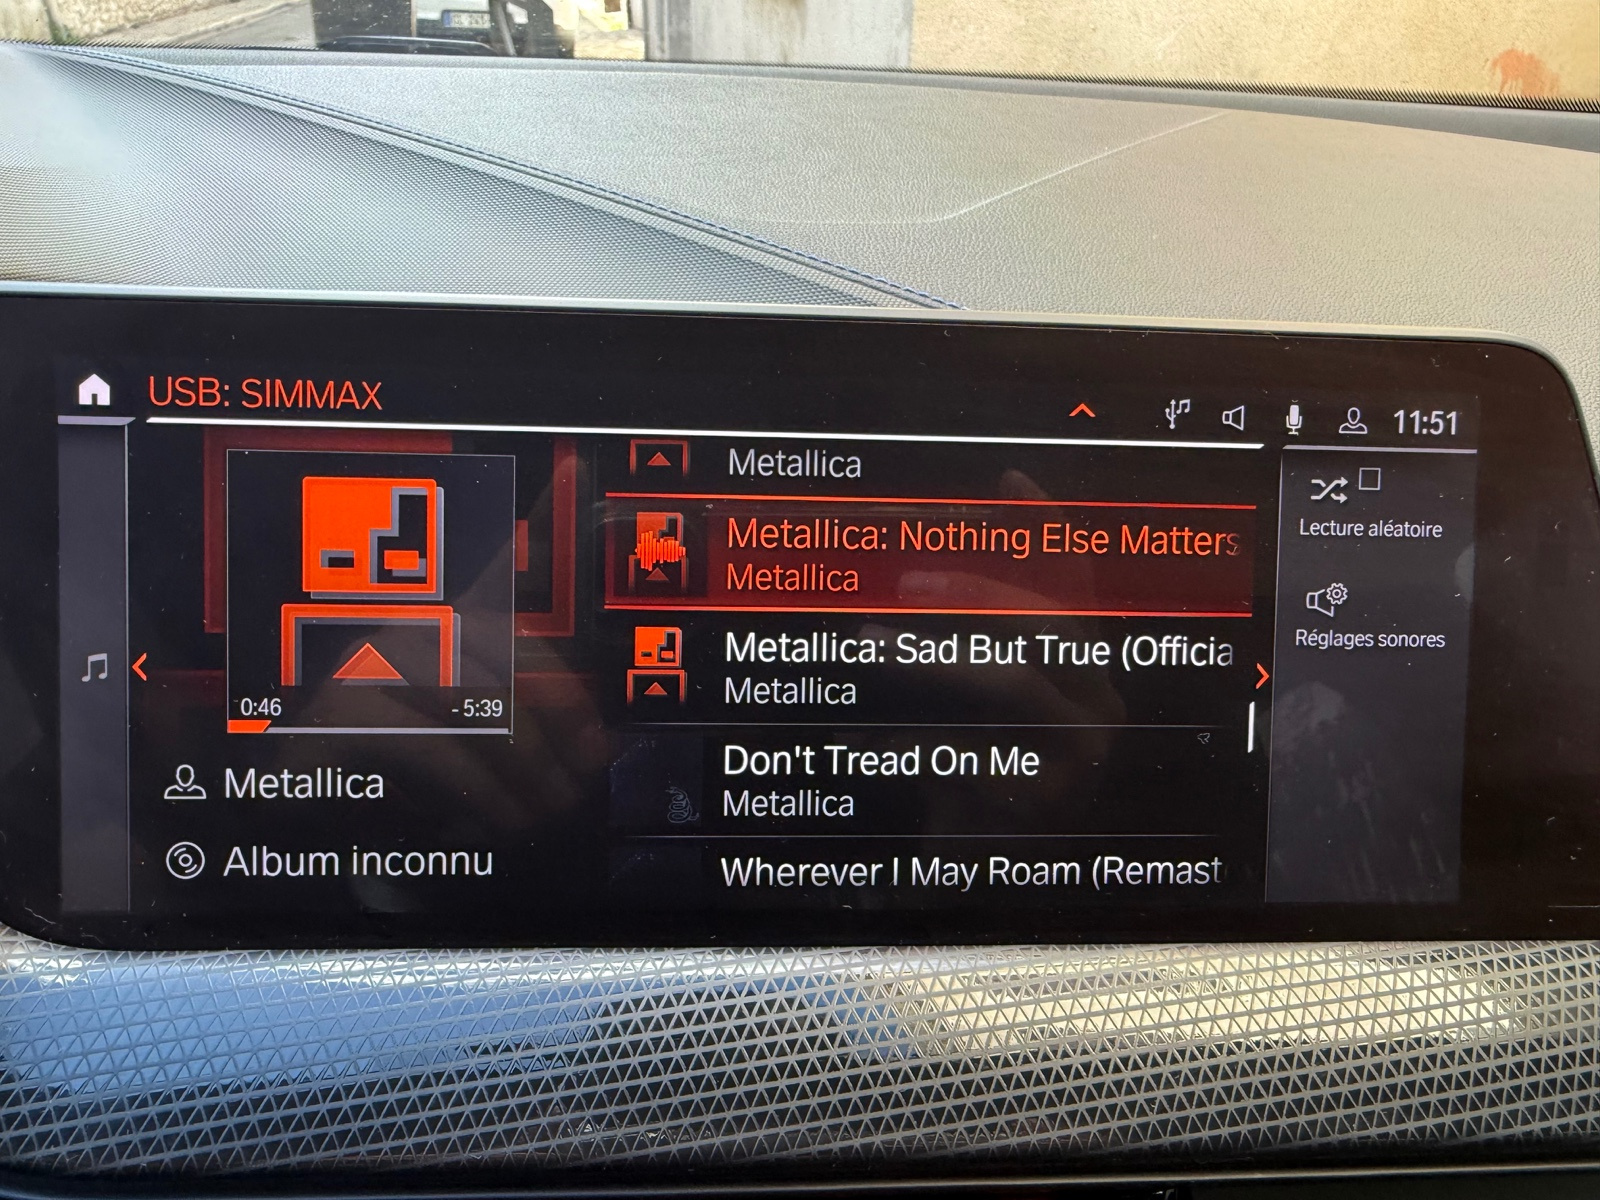 USB: SIMMAX
11:51
Metallica
Metallica: Nothing Else Matters
Metallica
Metallica: Sad But True (Officia
Metallica
Don't Tread On Me
Metallica
Wherever I May Roam (Remast
0:46
- 5:39
Metallica
Album inconnu
Lecture aléatoire
Réglages sonores